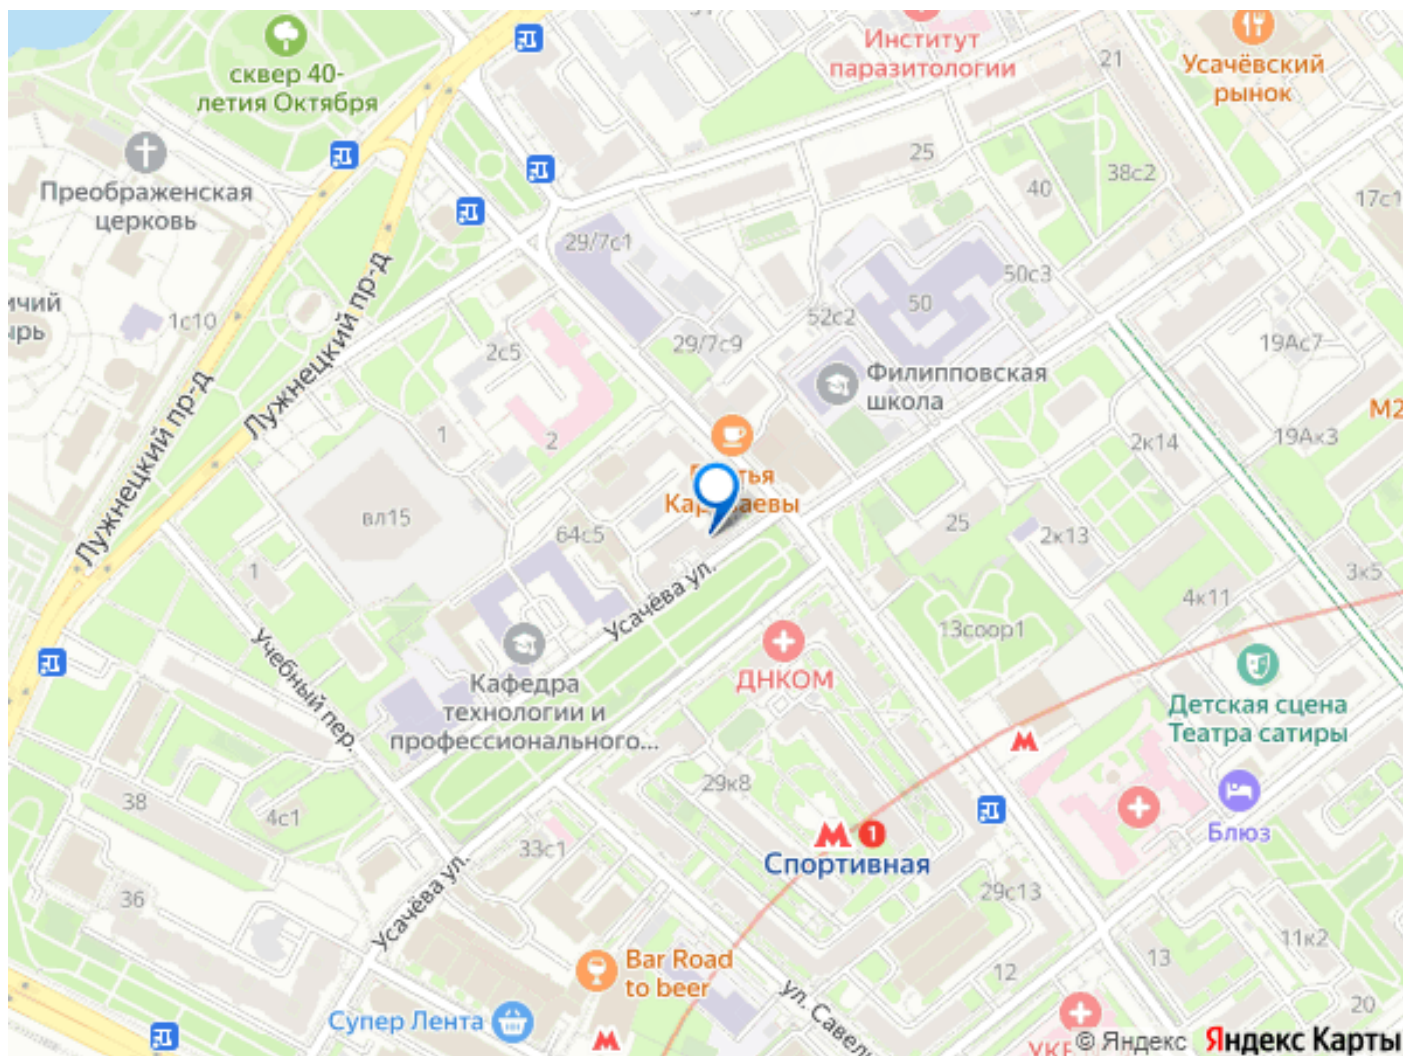 Институт
паразитологии
21
Усачёвский
рынок
сквер 40-
летия Октября
25
38с2
40
17с1
Преображенская
церковь
29/7с1
50с3
50
52с2
1с10
Лужнецкий пр-д
Лужнецкий пр-д
2с5
29/7с9
19Ас7
Филипповская
школа
1
2
2к14
19Ак3
вл15
64с5
25
2к13
1
3к5
4к11
Усачёва ул.
13соор1
Учебный пер.
ДНКОМ
Кафедра
технологии и
профессионального...
Детская сцена
Театра сатиры
М
29к8
38
4с1
Блюз
33с1
М 1
Спортивная
36
29с13
Усачёва ул.
11к2
13
12
Bar Road
to beer
20
Супер Лента
М
© Яндекс Яндекс Карты